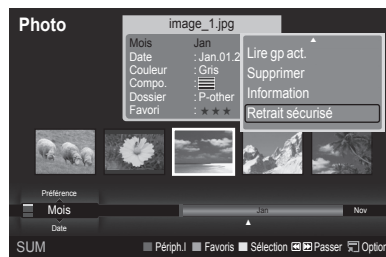 Photo
image_1.jpg
Mois Jan
Date : Jan.01.2
Couleur : Gris
Compo. :
Dossier : P-other
Favori : ★ ★ ★
Lire gp act.
Supprimer
Information
Retrait sécurisé
Préférence
Mois
Date
Jan
Nov
SUM
Périph.l Favoris Sélection Passer Option